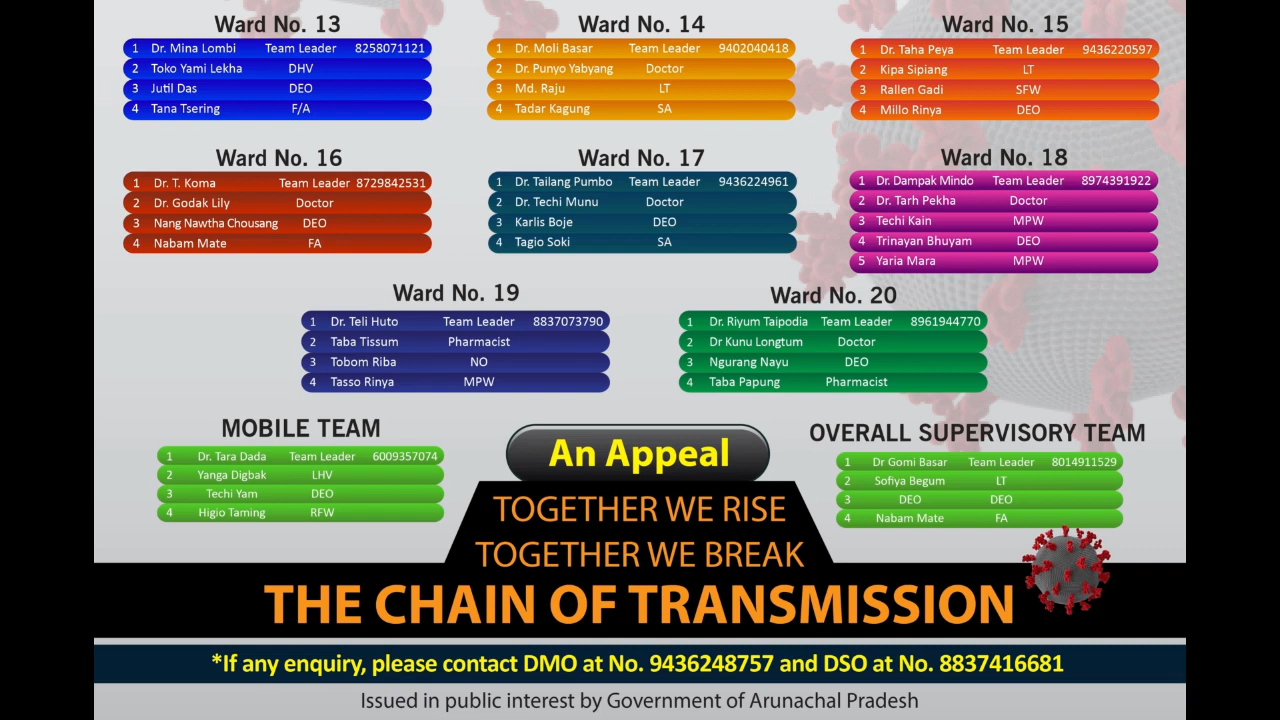 Ward No. 13
1 Dr. Mina Lombi Team Leader 8258071121
2 Toko Yami Lekha DHV
3 Jutil Das DEO
4 Tana Tsering F/A
Ward No. 14
1 Dr. Moli Basar Team Leader 9402040418
2 Dr. Punyo Yabyang Doctor
3 Md. Raju LT
4 Tadar Kagung SA
Ward No. 15
1 Dr. Taha Peya Team Leader 9436220597
2 Kipa Sipiang LT
3 Rallen Gadi SFW
4 Millo Rinya DEO
Ward No. 16
1 Dr. T. Koma Team Leader 8729842531
2 Dr. Godak Lily Doctor
3 Nang Nawtha Chousang DEO
4 Nabam Mate FA
Ward No. 17
1 Dr. Tailang Pumbo Team Leader 9436224961
2 Dr. Techi Munu Doctor
3 Karlis Boje DEO
4 Tagio Soki SA
Ward No. 18
1 Dr. Dampak Mindo Team Leader 8974391922
2 Dr. Tarh Pekha Doctor
3 Techi Kain MPW
4 Trinayan Bhuyam DEO
5 Yaria Mara MPW
Ward No. 19
1 Dr. Teli Huto Team Leader 8837073790
2 Taba Tissum Pharmacist
3 Tobom Riba NO
4 Tasso Rinya MPW
Ward No. 20
1 Dr. Riyum Taipodia Team Leader 8961944770
2 Dr Kunu Longtum Doctor
3 Ngurang Nayu DEO
4 Taba Papung Pharmacist
MOBILE TEAM
1 Dr. Tara Dada Team Leader 6009357074
2 Yanga Digbak LHV
3 Techi Yam DEO
4 Higio Taming RFW
An Appeal
OVERALL SUPERVISORY TEAM
1 Dr Gomi Basar Team Leader 8014911529
2 Sofiya Begum LT
3 DEO DEO
4 Nabam Mate FA
TOGETHER WE RISE
TOGETHER WE BREAK
THE CHAIN OF TRANSMISSION
*If any enquiry, please contact DMO at No. 9436248757 and DSO at No. 8837416681
Issued in public interest by Government of Arunachal Pradesh